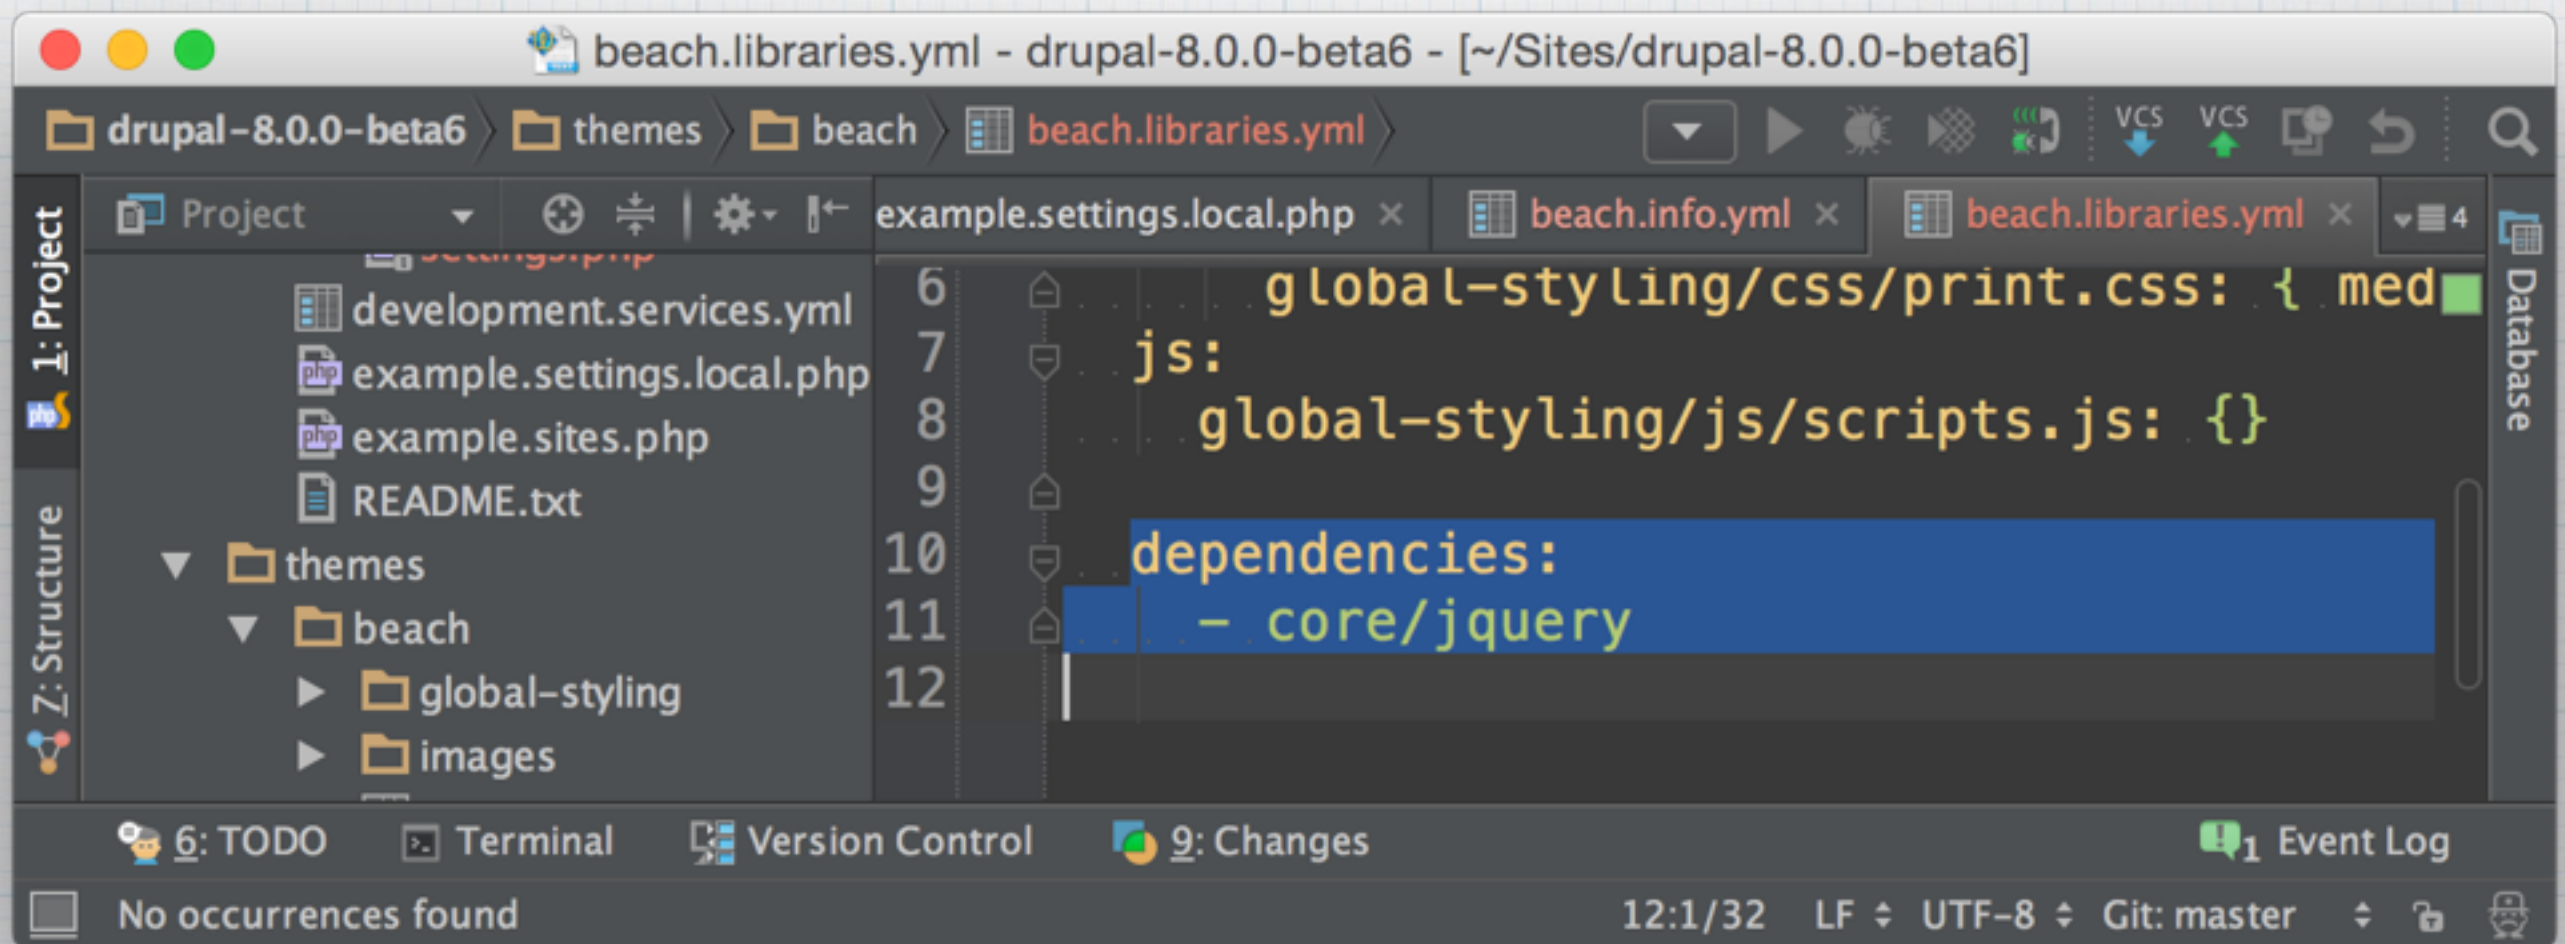 beach.libraries.yml - drupal-8.0.0-beta6 - [~/Sites/drupal-8.0.0-beta6]
drupal-8.0.0-beta6 themes beach beach.libraries.yml VCS VCS
1: Project
Z: Structure
Project
settings.php
development.services.yml
example.settings.local.php
example.sites.php
README.txt
themes
beach
global-styling
images
example.settings.local.php beach.info.yml beach.libraries.yml 4
6 global-styling/css/print.css: { med
7 js:
8 global-styling/js/scripts.js: {}
9
10 dependencies:
11 - core/jquery
12
Database
6: TODO Terminal Version Control 9: Changes 1 Event Log
No occurrences found 12:1/32 LF UTF-8 Git: master